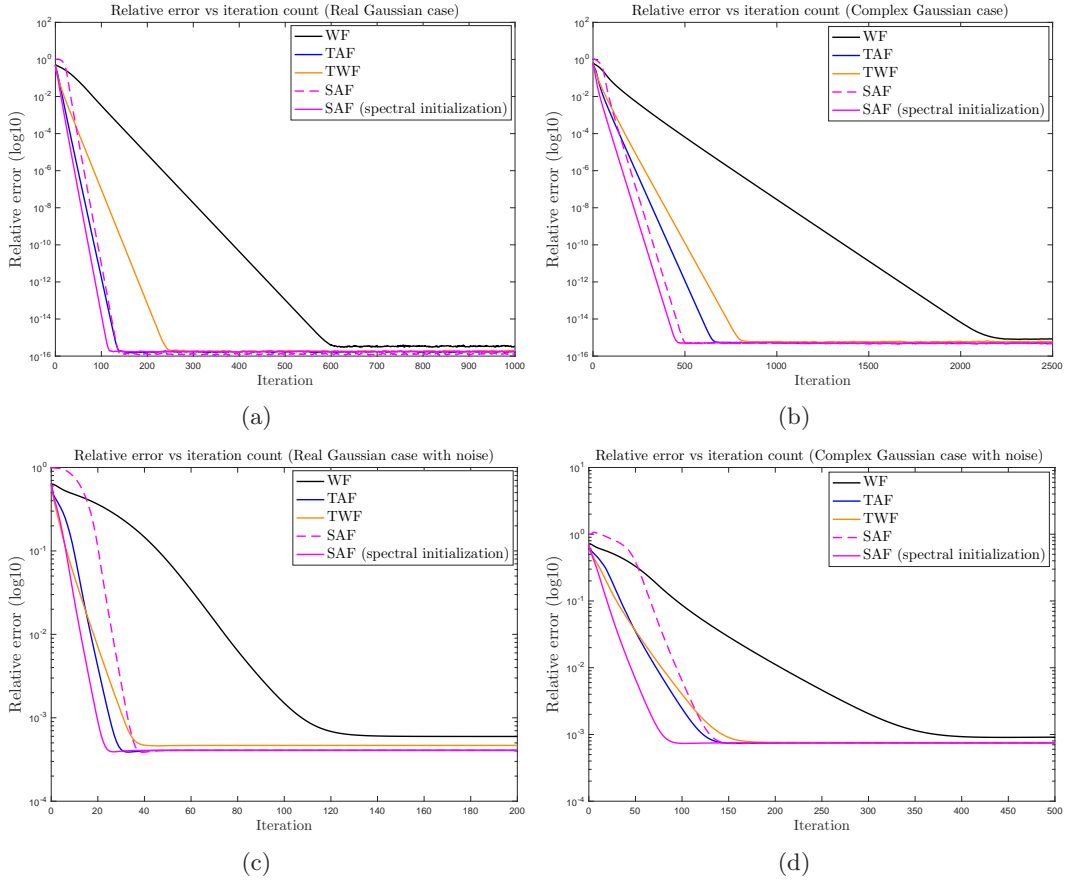 Relative error vs iteration count (Real Gaussian case)
10^2
10^0
10^-2
10^-4
10^-6
10^-8
10^-10
10^-12
10^-14
10^-16
Relative error (log10)
WF
TAF
TWF
SAF
SAF (spectral initialization)
0 100 200 300 400 500 600 700 800 900 1000
Iteration
(a)
Relative error vs iteration count (Complex Gaussian case)
10^2
10^0
10^-2
10^-4
10^-6
10^-8
10^-10
10^-12
10^-14
10^-16
Relative error (log10)
WF
TAF
TWF
SAF
SAF (spectral initialization)
0 500 1000 1500 2000 2500
Iteration
(b)
Relative error vs iteration count (Real Gaussian case with noise)
10^0
10^-1
10^-2
10^-3
10^-4
Relative error (log10)
WF
TAF
TWF
SAF
SAF (spectral initialization)
0 20 40 60 80 100 120 140 160 180 200
Iteration
(c)
Relative error vs iteration count (Complex Gaussian case with noise)
10^1
10^0
10^-1
10^-2
10^-3
10^-4
Relative error (log10)
WF
TAF
TWF
SAF
SAF (spectral initialization)
0 50 100 150 200 250 300 350 400 450 500
Iteration
(d)